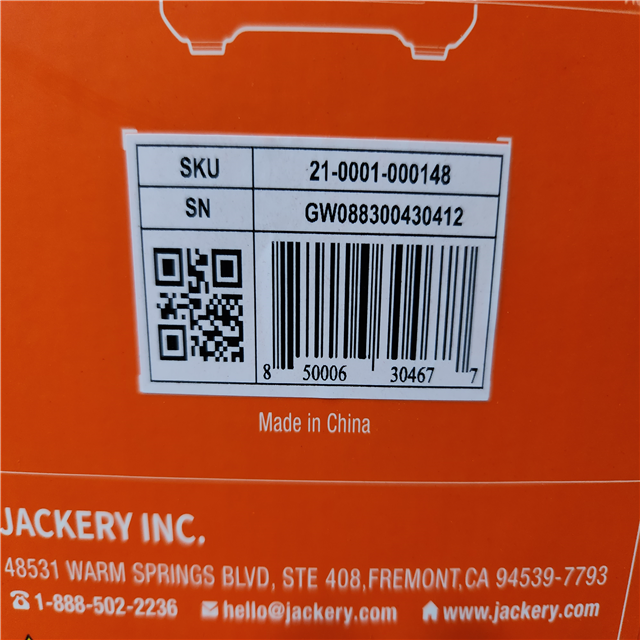 SKU 21-0001-000148
SN GW088300430412
8 50006 30467 7
Made in China
JACKERY INC.
48531 WARM SPRINGS BLVD, STE 408,FREMONT,CA 94539-7793
1-888-502-2236 hello@jackery.com www.jackery.com